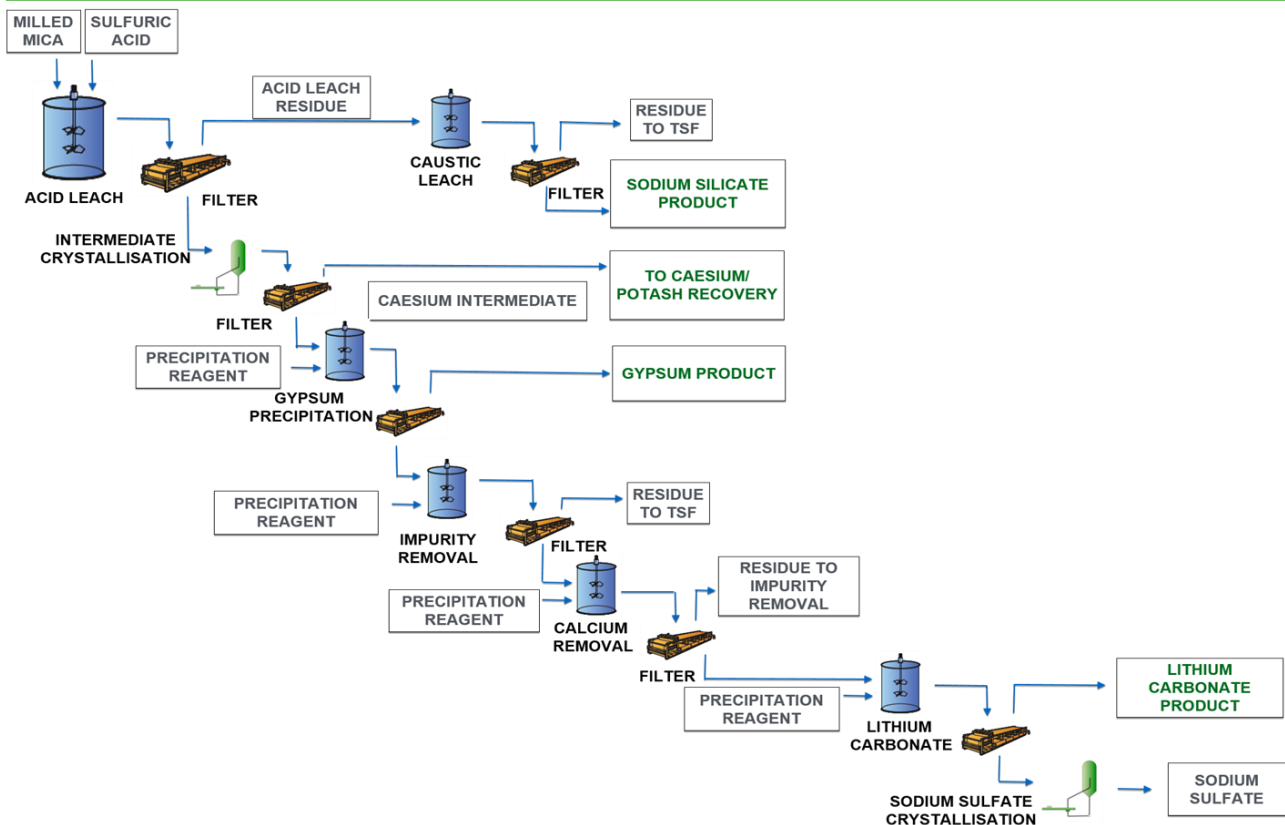 MILLED
MICA
SULFURIC
ACID
ACID LEACH
RESIDUE
RESIDUE
TO TSF
CAUSTIC
LEACH
ACID LEACH
FILTER
FILTER
SODIUM SILICATE
PRODUCT
INTERMEDIATE
CRYSTALLISATION
TO CAESIUM/
POTASH RECOVERY
CAESIUM INTERMEDIATE
FILTER
PRECIPITATION
REAGENT
GYPSUM PRODUCT
GYPSUM
PRECIPITATION
PRECIPITATION
REAGENT
RESIDUE
TO TSF
IMPURITY
REMOVAL
FILTER
RESIDUE TO
IMPURITY
REMOVAL
PRECIPITATION
REAGENT
CALCIUM
REMOVAL
FILTER
PRECIPITATION
REAGENT
LITHIUM
CARBONATE
PRODUCT
LITHIUM
CARBONATE
SODIUM SULFATE
CRYSTALLISATION
SODIUM
SULFATE